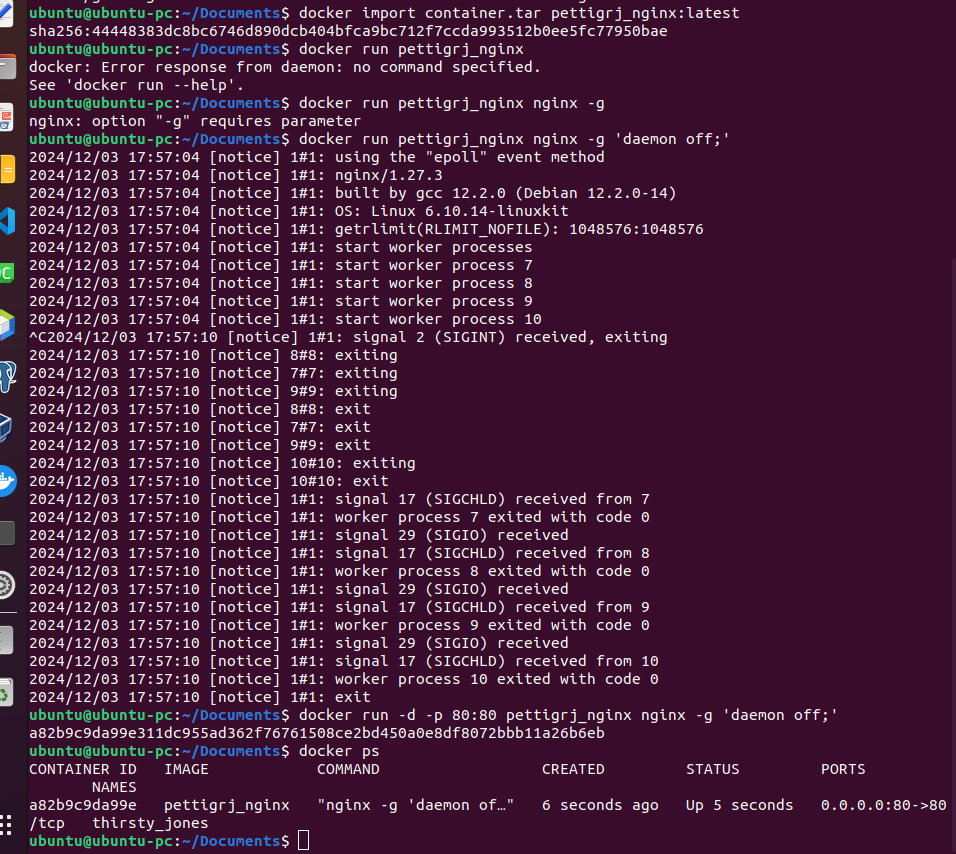 ubuntu@ubuntu-pc:~/Documents$ docker import container.tar pettigrj_nginx:latest
sha256:44448383dc8bc6746d890dcb404bfca9bc712f7ccda993512b0ee5fc77950bae
ubuntu@ubuntu-pc:~/Documents$ docker run pettigrj_nginx
docker: Error response from daemon: no command specified.
See 'docker run --help'.
ubuntu@ubuntu-pc:~/Documents$ docker run pettigrj_nginx nginx -g
nginx: option "-g" requires parameter
ubuntu@ubuntu-pc:~/Documents$ docker run pettigrj_nginx nginx -g 'daemon off;'
2024/12/03 17:57:04 [notice] 1#1: using the "epoll" event method
2024/12/03 17:57:04 [notice] 1#1: nginx/1.27.3
2024/12/03 17:57:04 [notice] 1#1: built by gcc 12.2.0 (Debian 12.2.0-14)
2024/12/03 17:57:04 [notice] 1#1: OS: Linux 6.10.14-linuxkit
2024/12/03 17:57:04 [notice] 1#1: getrlimit(RLIMIT_NOFILE): 1048576:1048576
2024/12/03 17:57:04 [notice] 1#1: start worker processes
2024/12/03 17:57:04 [notice] 1#1: start worker process 7
2024/12/03 17:57:04 [notice] 1#1: start worker process 8
2024/12/03 17:57:04 [notice] 1#1: start worker process 9
2024/12/03 17:57:04 [notice] 1#1: start worker process 10
^C2024/12/03 17:57:10 [notice] 1#1: signal 2 (SIGINT) received, exiting
2024/12/03 17:57:10 [notice] 8#8: exiting
2024/12/03 17:57:10 [notice] 7#7: exiting
2024/12/03 17:57:10 [notice] 9#9: exiting
2024/12/03 17:57:10 [notice] 8#8: exit
2024/12/03 17:57:10 [notice] 7#7: exit
2024/12/03 17:57:10 [notice] 9#9: exit
2024/12/03 17:57:10 [notice] 10#10: exiting
2024/12/03 17:57:10 [notice] 10#10: exit
2024/12/03 17:57:10 [notice] 1#1: signal 17 (SIGCHLD) received from 7
2024/12/03 17:57:10 [notice] 1#1: worker process 7 exited with code 0
2024/12/03 17:57:10 [notice] 1#1: signal 29 (SIGIO) received
2024/12/03 17:57:10 [notice] 1#1: signal 17 (SIGCHLD) received from 8
2024/12/03 17:57:10 [notice] 1#1: worker process 8 exited with code 0
2024/12/03 17:57:10 [notice] 1#1: signal 29 (SIGIO) received
2024/12/03 17:57:10 [notice] 1#1: signal 17 (SIGCHLD) received from 9
2024/12/03 17:57:10 [notice] 1#1: worker process 9 exited with code 0
2024/12/03 17:57:10 [notice] 1#1: signal 29 (SIGIO) received
2024/12/03 17:57:10 [notice] 1#1: signal 17 (SIGCHLD) received from 10
2024/12/03 17:57:10 [notice] 1#1: worker process 10 exited with code 0
2024/12/03 17:57:10 [notice] 1#1: exit
ubuntu@ubuntu-pc:~/Documents$ docker run -d -p 80:80 pettigrj_nginx nginx -g 'daemon off;'
a82b9c9da99e311dc955ad362f76761508ce2bd450a0e8df8072bbb11a26b6eb
ubuntu@ubuntu-pc:~/Documents$ docker ps
CONTAINER ID   IMAGE            COMMAND                  CREATED         STATUS         PORTS
       NAMES
a82b9c9da99e   pettigrj_nginx   "nginx -g 'daemon of…"   6 seconds ago   Up 5 seconds   0.0.0.0:80->80
/tcp   thirsty_jones
ubuntu@ubuntu-pc:~/Documents$